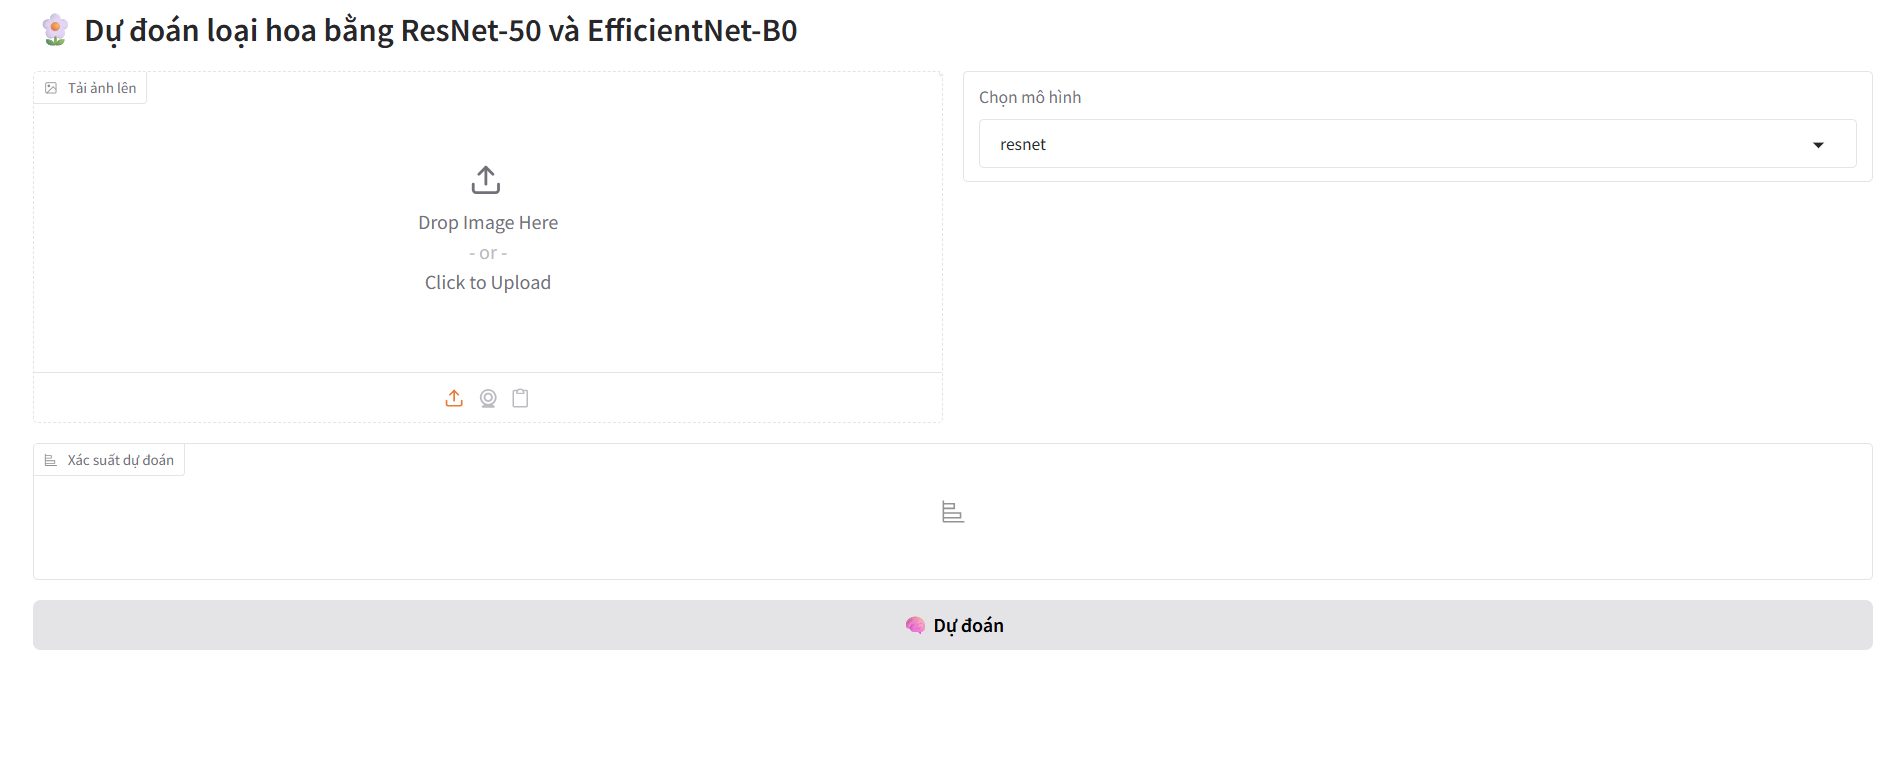 Dự đoán loại hoa bằng ResNet-50 và EfficientNet-B0
Tải ảnh lên
Drop Image Here
- or -
Click to Upload
Chọn mô hình
resnet
Xác suất dự đoán
Dự đoán